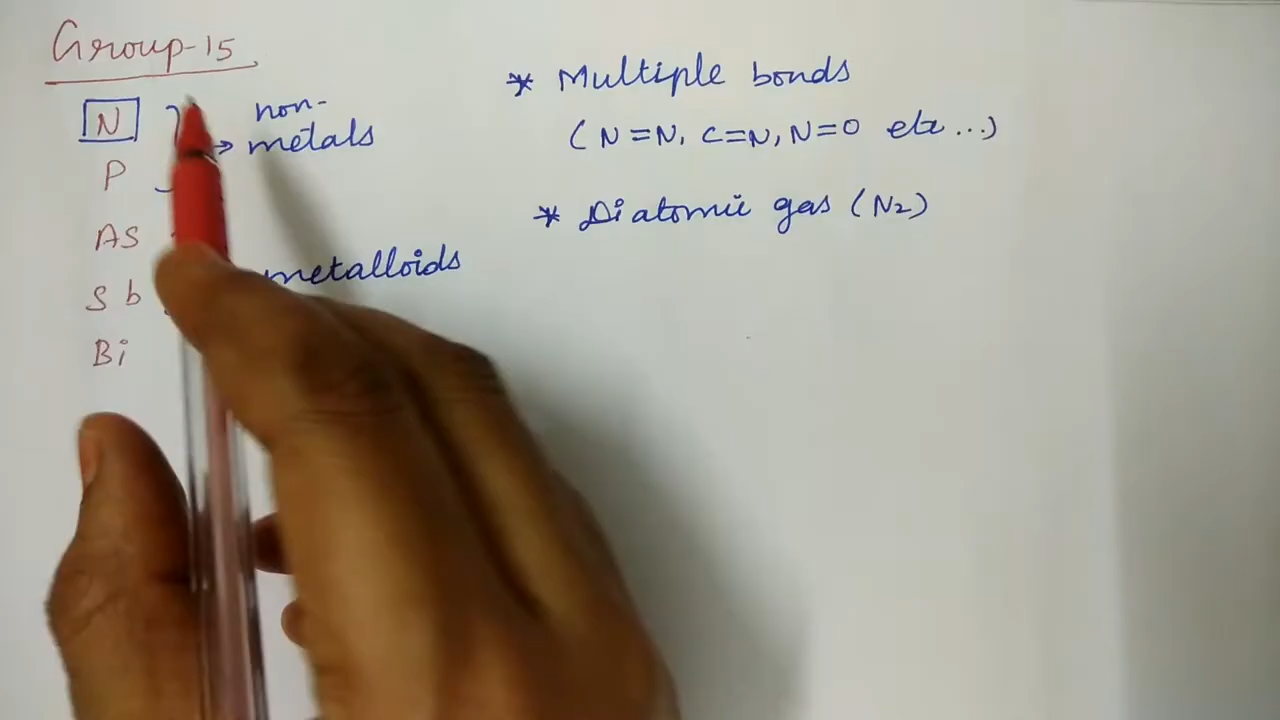 Group-15
N
non-
→ metals
P
AS
metalloids
Sb
Bi
* Multiple bonds
(N=N, C=N, N=O etc...)
* Diatomic gas (N2)